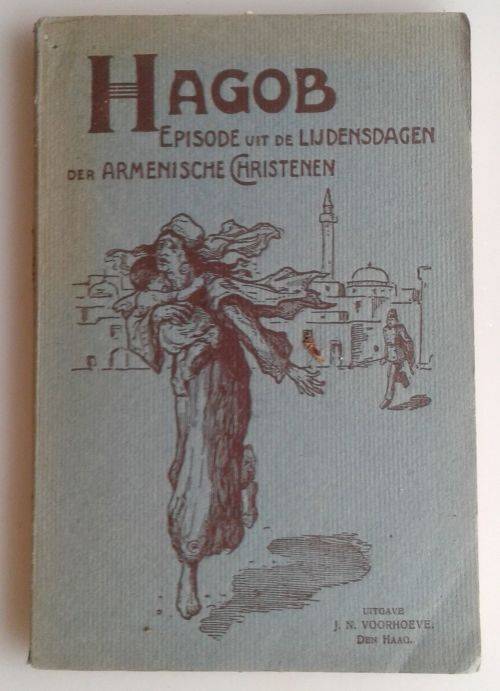 HAGOB
EPISODE UIT DE LIJDENSDAGEN
DER ARMENISCHE CHRISTENEN
UITGAVE
J. N. VOORHOEVE,
DEN HAAG.